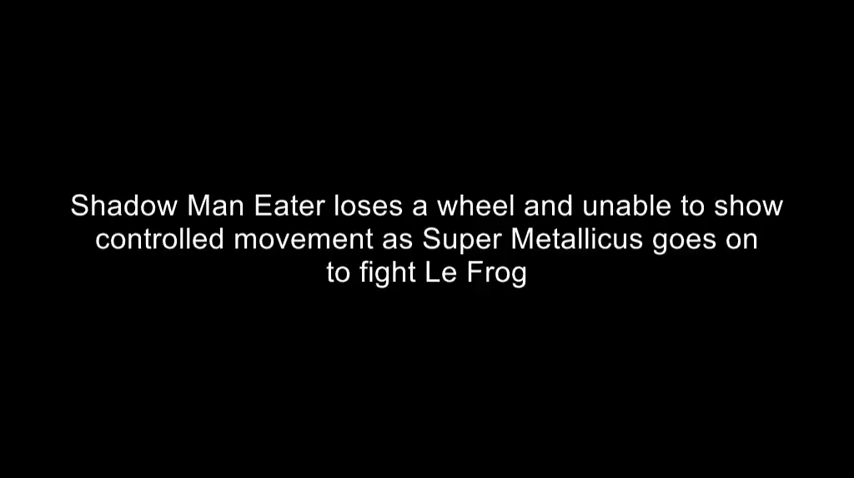 Shadow Man Eater loses a wheel and unable to show
controlled movement as Super Metallicus goes on
to fight Le Frog